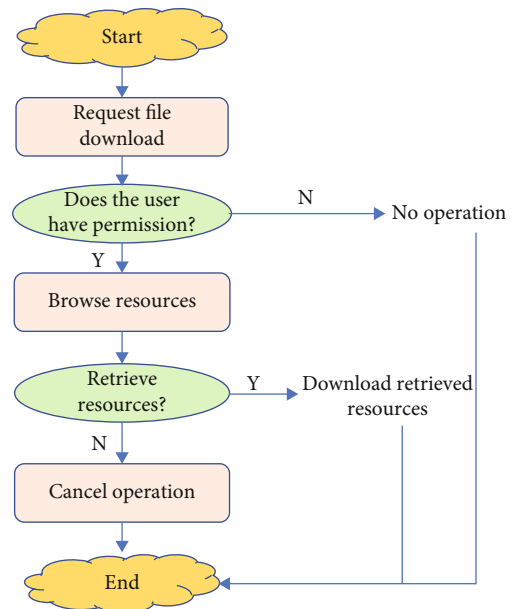 Start
Request file
download
Does the user
have permission?
N
No operation
Y
Browse resources
Retrieve
resources?
Y
Download retrieved
resources
N
Cancel operation
End